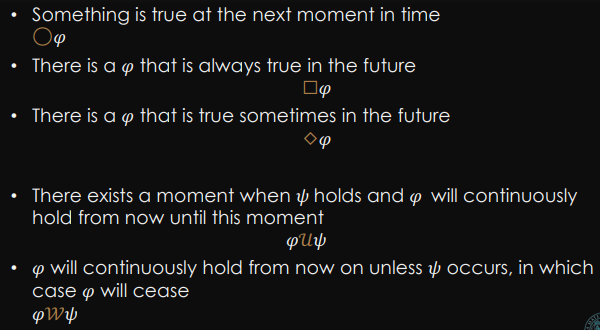 • Something is true at the next moment in time
◯φ
• There is a φ that is always true in the future
□φ
• There is a φ that is true sometimes in the future
◇φ
• There exists a moment when ψ holds and φ will continuously
hold from now until this moment
φ𝒰ψ
• φ will continuously hold from now on unless ψ occurs, in which
case φ will cease
φ𝒲ψ